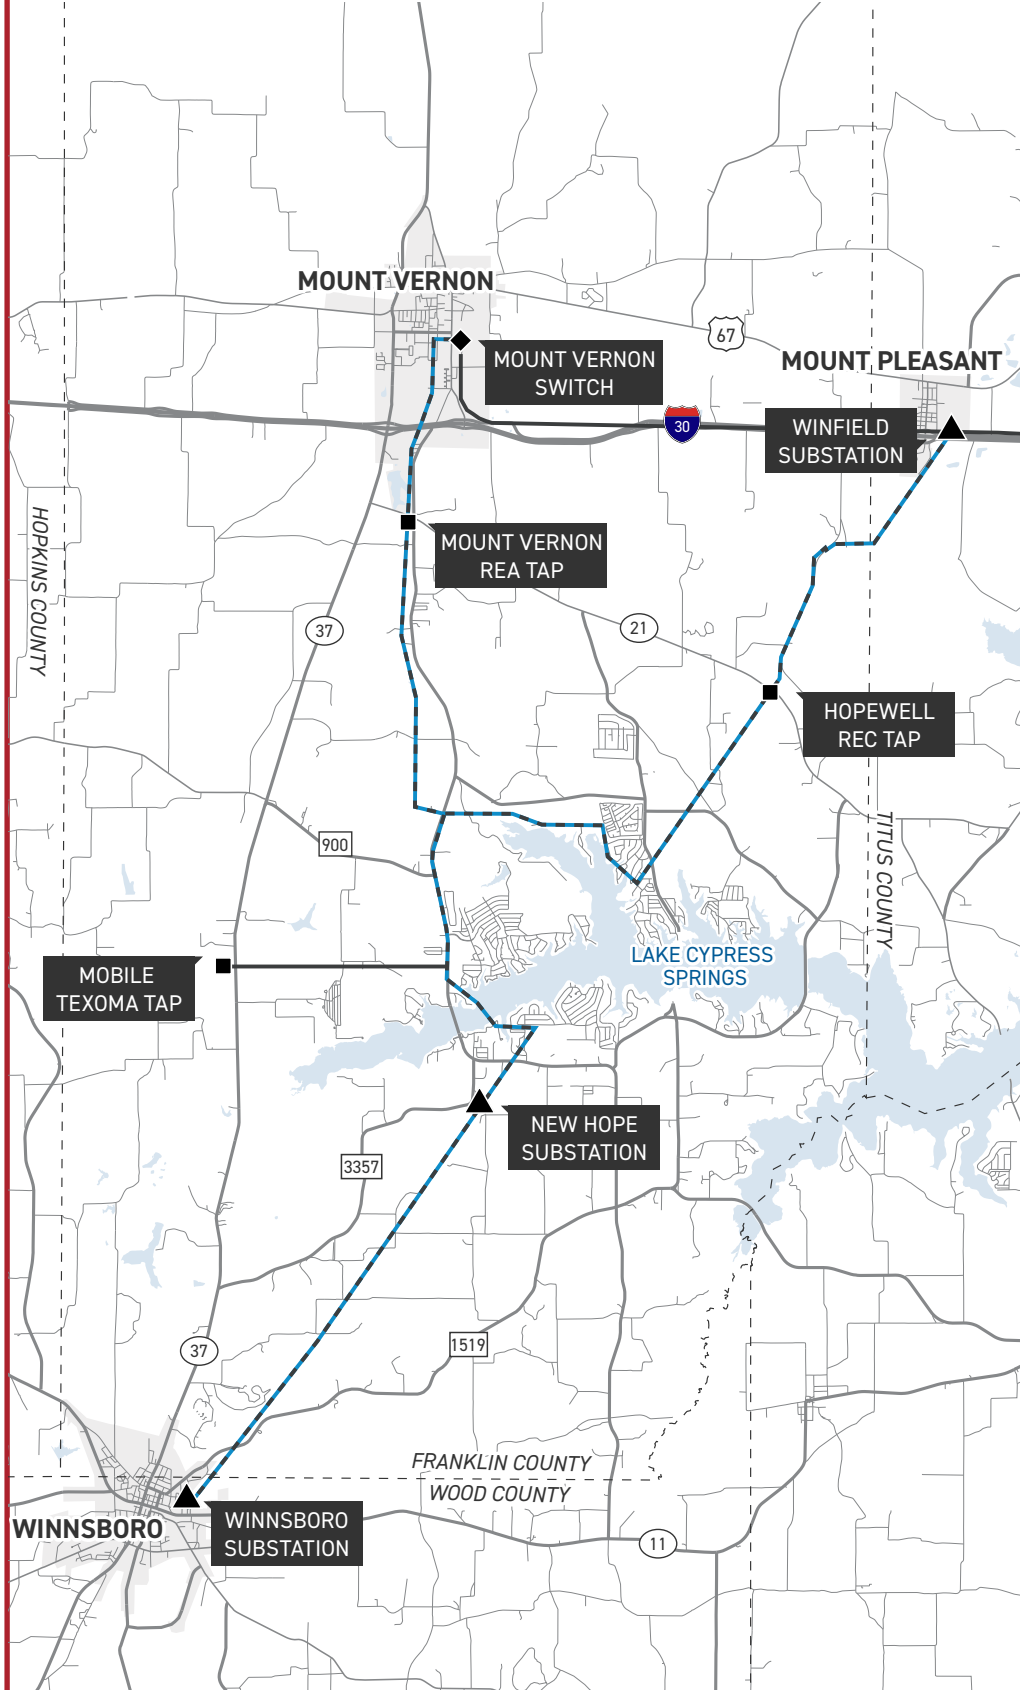 MOUNT VERNON
67
MOUNT VERNON
SWITCH
MOUNT PLEASANT
30
WINFIELD
SUBSTATION
HOPKINS COUNTY
MOUNT VERNON
REA TAP
37
21
HOPEWELL
REC TAP
TITUS COUNTY
900
LAKE CYPRESS
SPRINGS
MOBILE
TEXOMA TAP
NEW HOPE
SUBSTATION
3357
37
1519
FRANKLIN COUNTY
WOOD COUNTY
WINNSBORO
WINNSBORO
SUBSTATION
11